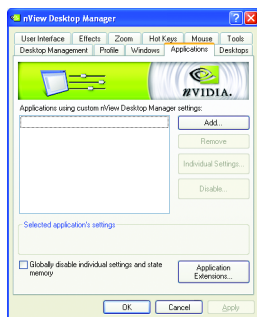 nView Desktop Manager
User Interface Effects Zoom Hot Keys Mouse Tools
Desktop Management Profile Windows Applications Desktops
nVIDIA.
Applications using custom nView Desktop Manager settings:
Add...
Remove
Individual Settings...
Disable...
Selected application's settings
Globally disable individual settings and state
memory
Application
Extensions...
OK Cancel Apply